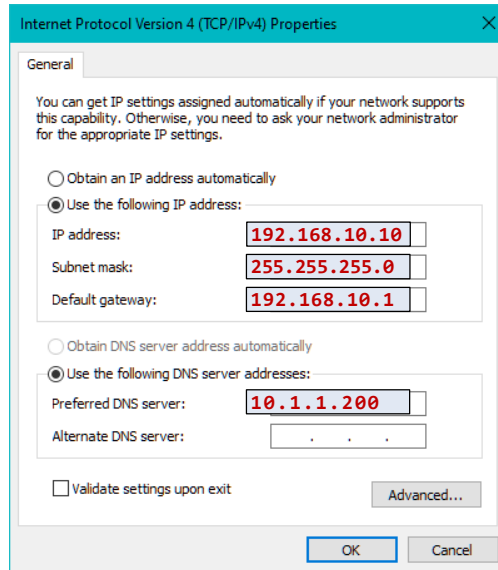 Internet Protocol Version 4 (TCP/IPv4) Properties
General
You can get IP settings assigned automatically if your network supports
this capability. Otherwise, you need to ask your network administrator
for the appropriate IP settings.
Obtain an IP address automatically
Use the following IP address:
IP address: 192.168.10.10
Subnet mask: 255.255.255.0
Default gateway: 192.168.10.1
Obtain DNS server address automatically
Use the following DNS server addresses:
Preferred DNS server: 10.1.1.200
Alternate DNS server: . . .
Validate settings upon exit
Advanced...
OK Cancel